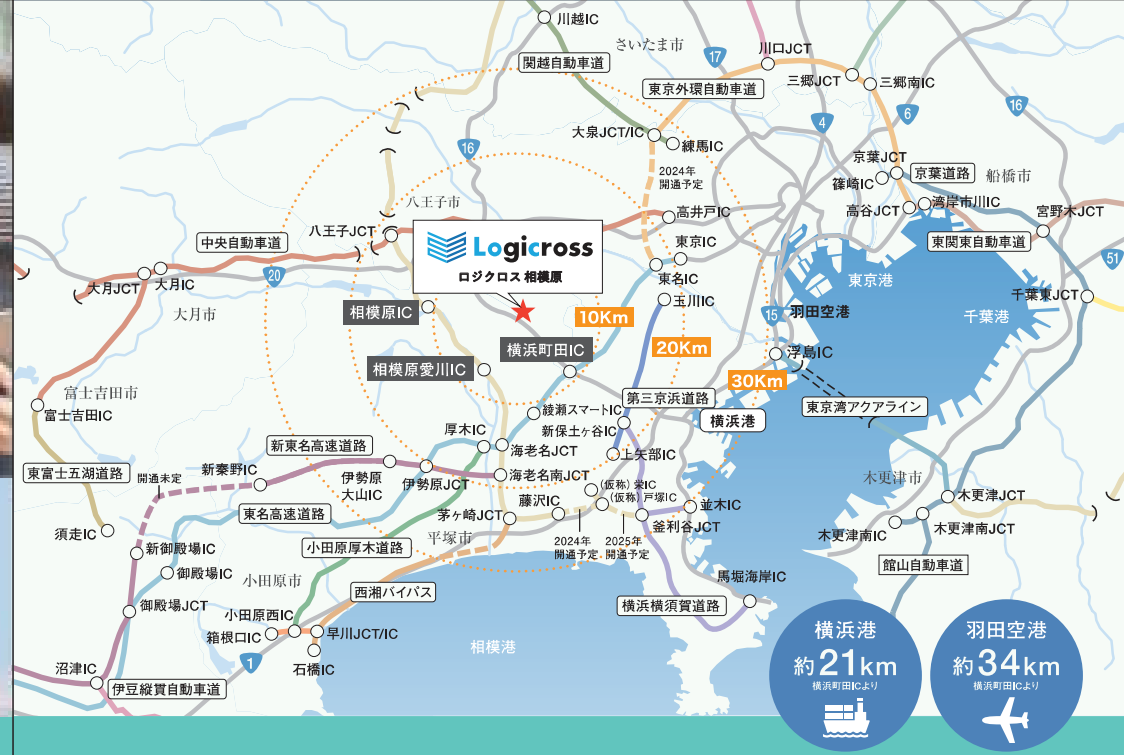 川越IC
さいたま市
17
川口JCT
関越自動車道
三郷JCT
三郷南IC
東京外環自動車道
16
4
6
大泉JCT/IC
練馬IC
16
京葉JCT
2024年
開通予定
篠崎IC
京葉道路
船橋市
八王子市
高井戸IC
高谷JCT
湾岸市川IC
宮野木JCT
八王子JCT
中央自動車道
Logicross
ロジクロス 相模原
東京IC
東関東自動車道
51
東名IC
20
大月JCT
大月IC
東京港
玉川IC
千葉東JCT
大月市
相模原IC
10Km
15
羽田空港
千葉港
横浜町田IC
20Km
浮島IC
相模原愛川IC
30Km
富士吉田市
富士吉田IC
第三京浜道路
東京湾アクアライン
綾瀬スマートIC
横浜港
新保土ヶ谷IC
厚木IC
新東名高速道路
海老名JCT
上矢部IC
東富士五湖道路
開通未定
新秦野IC
伊勢原
大山IC
伊勢原JCT
海老名南JCT
木更津市
(仮称) 栄IC
(仮称) 戸塚IC
藤沢IC
木更津JCT
並木IC
東名高速道路
茅ヶ崎JCT
釜利谷JCT
須走IC
木更津南IC
木更津南JCT
平塚市
2024年
開通予定
2025年
開通予定
新御殿場IC
小田原厚木道路
館山自動車道
御殿場IC
小田原市
馬堀海岸IC
西湘バイパス
御殿場JCT
横浜横須賀道路
小田原西IC
箱根口IC
早川JCT/IC
相模港
1
石橋IC
沼津IC
伊豆縦貫自動車道
横浜港
約21km
横浜町田ICより
羽田空港
約34km
横浜町田ICより